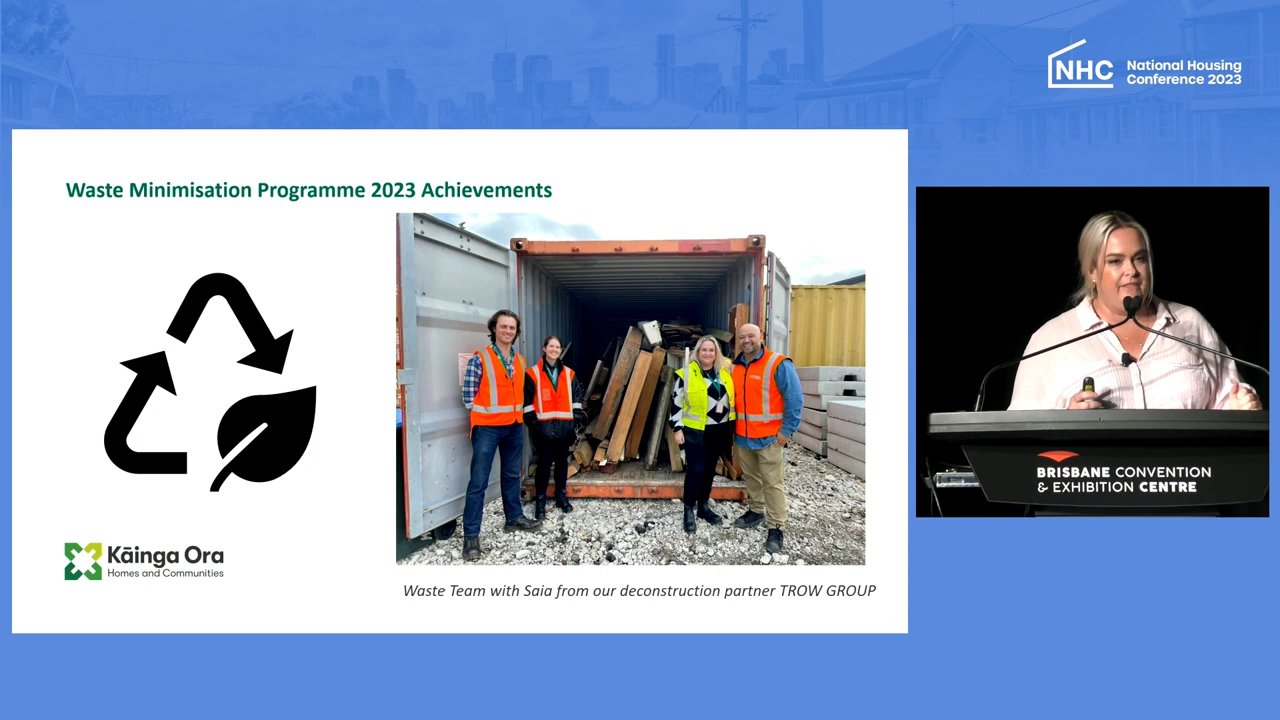 NHC National Housing
Conference 2023
Waste Minimisation Programme 2023 Achievements
Kāinga Ora
Homes and Communities
Waste Team with Saia from our deconstruction partner TROW GROUP
BRISBANE CONVENTION
& EXHIBITION CENTRE